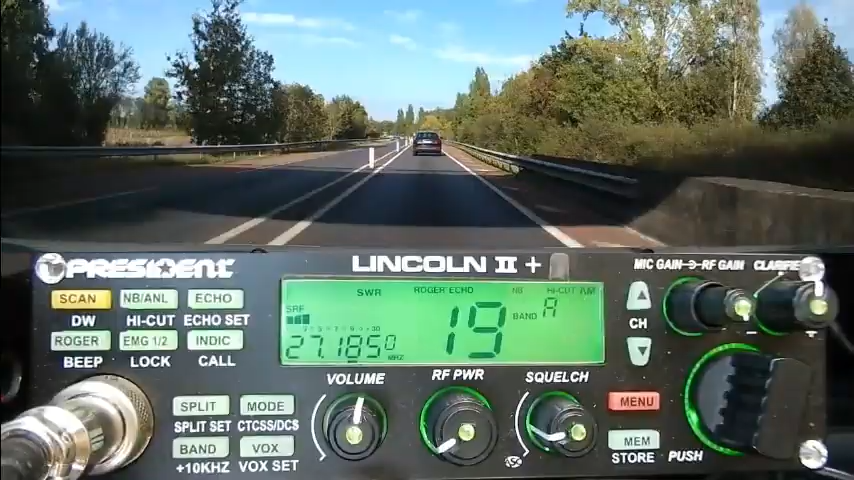 PRESIDENT
LINCOLN II +
MIC GAIN RF GAIN CLARIFIER
SCAN NB/ANL ECHO
DW HI-CUT ECHO SET
ROGER EMG 1/2 INDIC
BEEP LOCK CALL
SWR ROGER ECHO NB HI-CUT
SRF
27.1850 MHZ
19
BAND A
CH
VOLUME RF PWR SQUELCH
SPLIT MODE
SPLIT SET CTCSS/DCS
BAND VOX
+10KHZ VOX SET
ASC
MENU
MEM
STORE PUSH